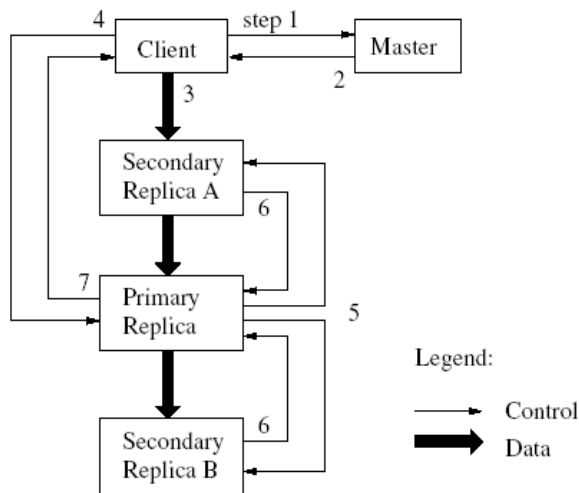 4
step 1
Client
Master
2
3
Secondary
Replica A
6
7
Primary
Replica
5
Legend:
6
Control
Secondary
Replica B
Data